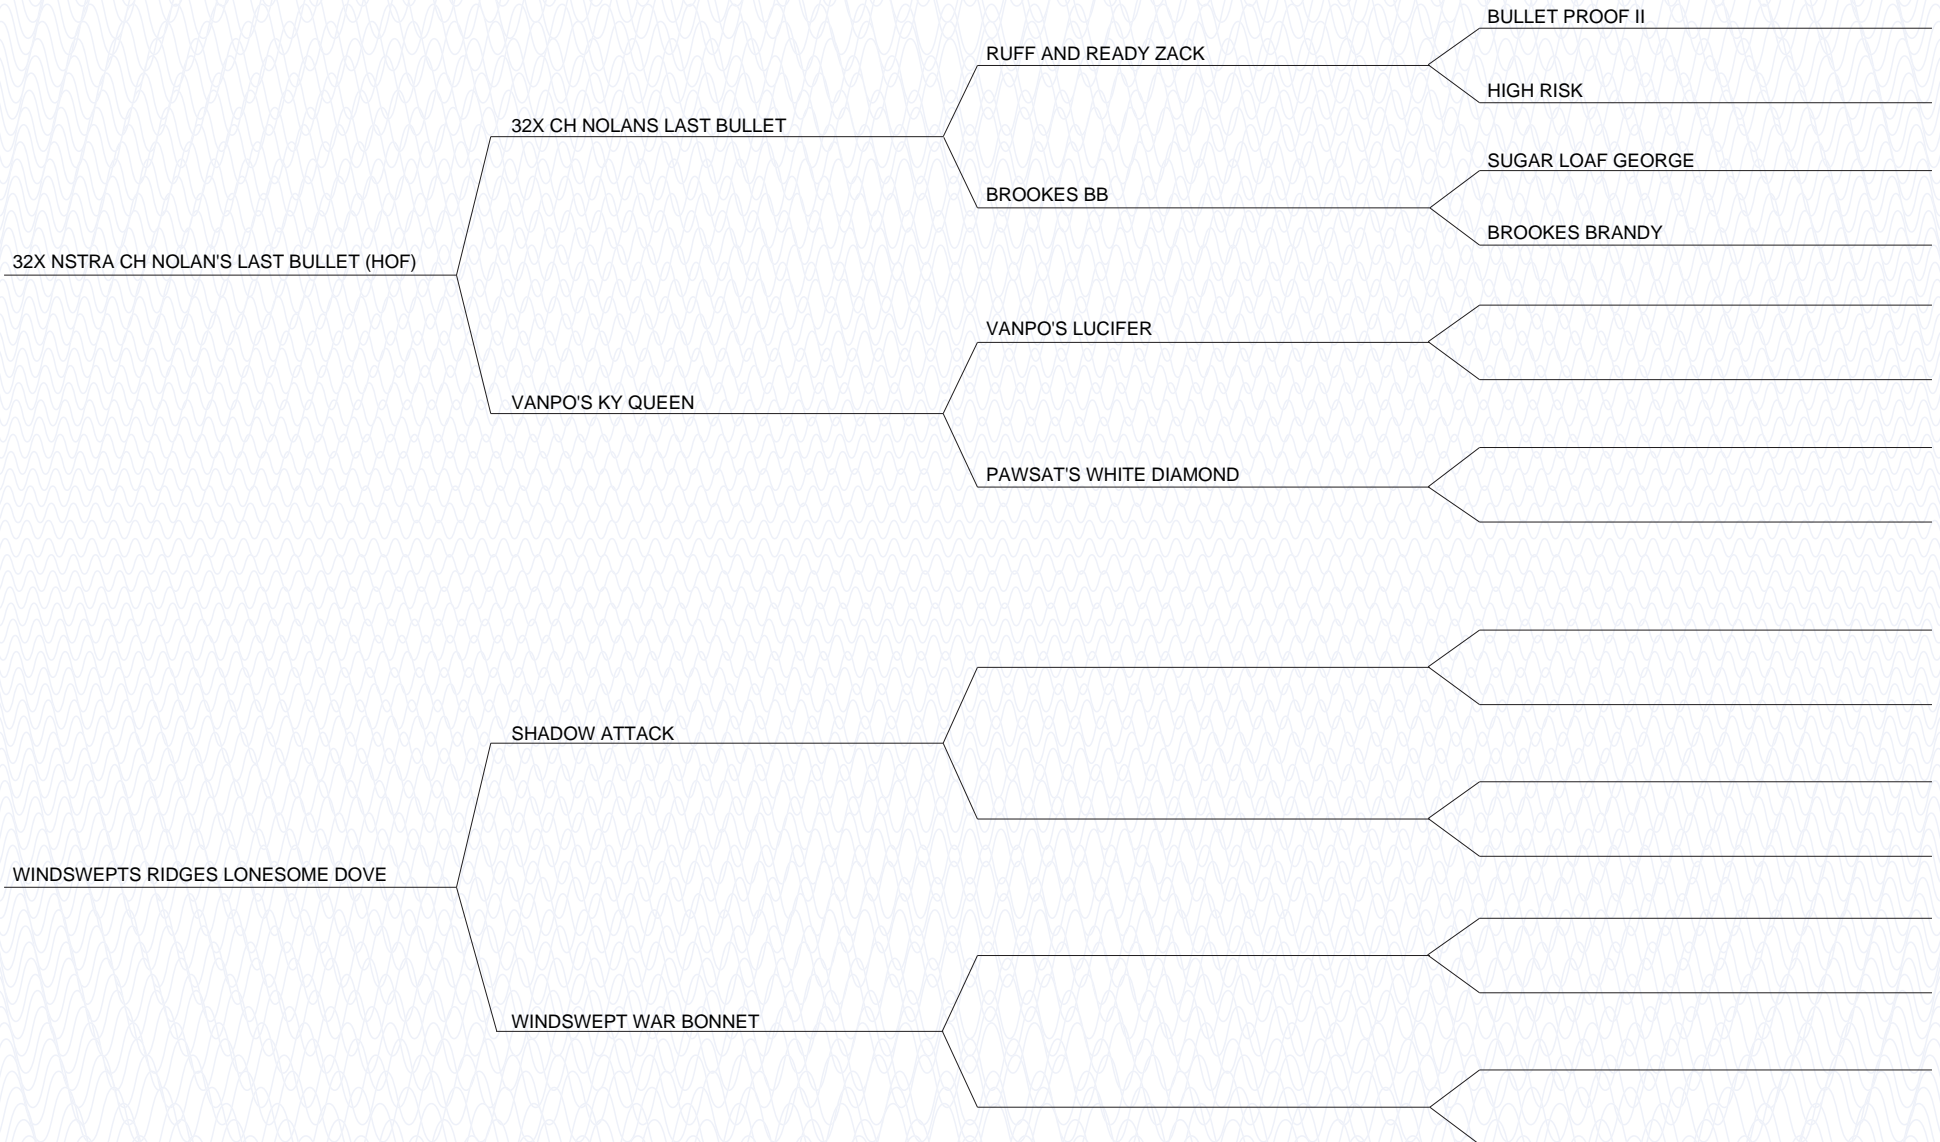 BULLET PROOF II
RUFF AND READY ZACK
HIGH RISK
32X CH NOLANS LAST BULLET
SUGAR LOAF GEORGE
BROOKES BB
BROOKES BRANDY
32X NSTRA CH NOLAN'S LAST BULLET (HOF)
VANPO'S LUCIFER
VANPO'S KY QUEEN
PAWSAT'S WHITE DIAMOND
SHADOW ATTACK
WINDSWEPTS RIDGES LONESOME DOVE
WINDSWEPT WAR BONNET